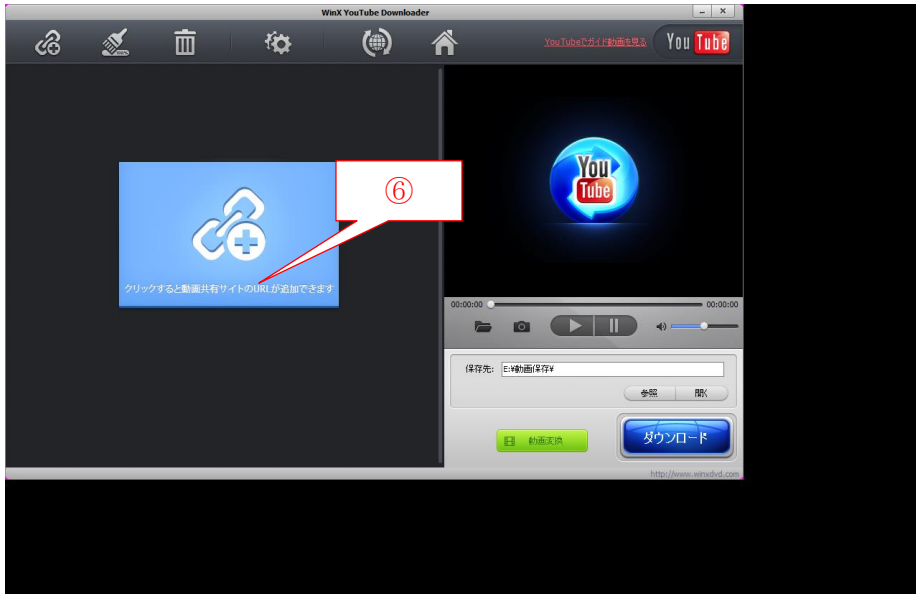 WinX YouTube Downloader
YouTubeでガイド動画を見る
You Tube
You
Tube
⑥
クリックすると動画共有サイトのURLが追加できます
00:00:00
00:00:00
保存先: E:¥動画保存¥
参照 開く
動画変換
ダウンロード
http://www.winxdvd.com